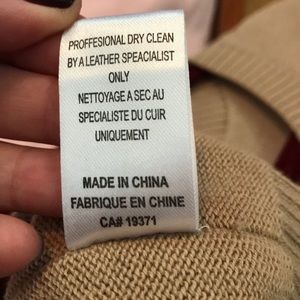 PROFFESIONAL DRY CLEAN
BY A LEATHER SPEACIALIST
ONLY
NETTOYAGE A SEC AU
SPECIALISTE DU CUIR
UNIQUEMENT
MADE IN CHINA
FABRIQUE EN CHINE
CA# 19371